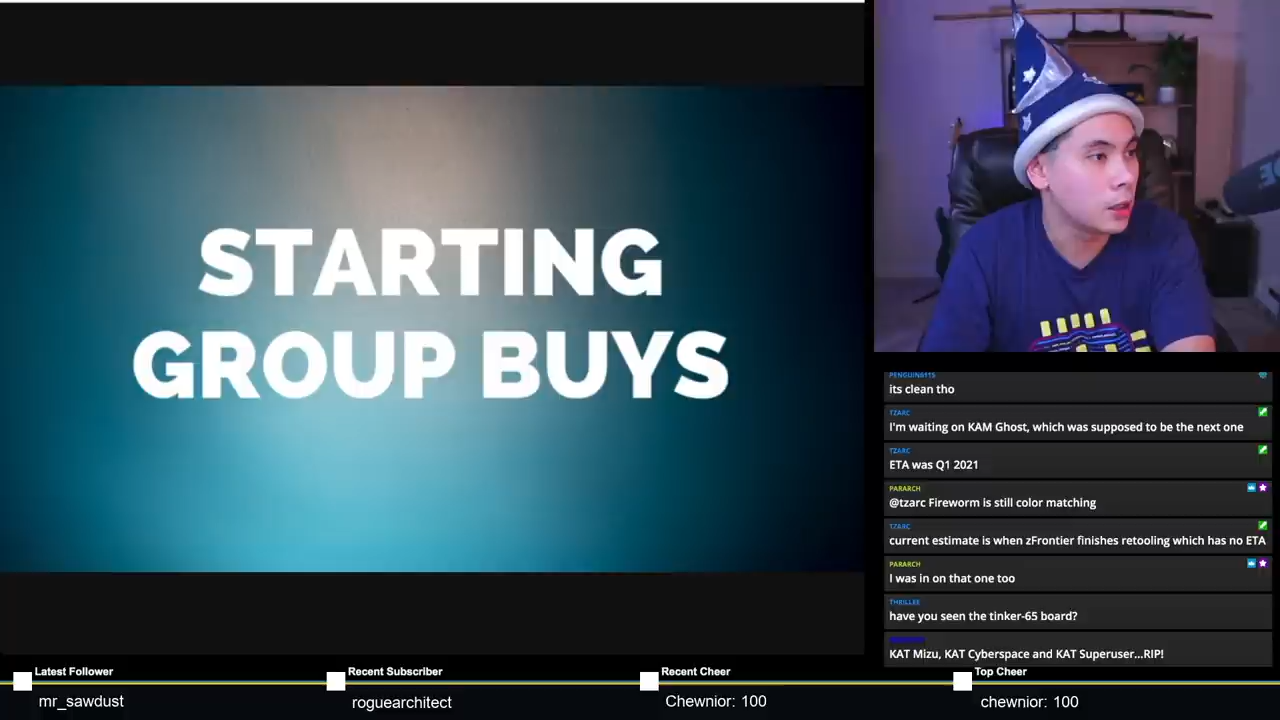 STARTING
GROUP BUYS
PENGUIN6115
its clean tho
TZARC
I'm waiting on KAM Ghost, which was supposed to be the next one
TZARC
ETA was Q1 2021
PARARCH
@tzarc Fireworm is still color matching
TZARC
current estimate is when zFrontier finishes retooling which has no ETA
PARARCH
I was in on that one too
THRILLEE
have you seen the tinker-65 board?
KAT Mizu, KAT Cyberspace and KAT Superuser...RIP!
Latest Follower
mr_sawdust
Recent Subscriber
roguearchitect
Recent Cheer
Chewnior: 100
Top Cheer
chewnior: 100